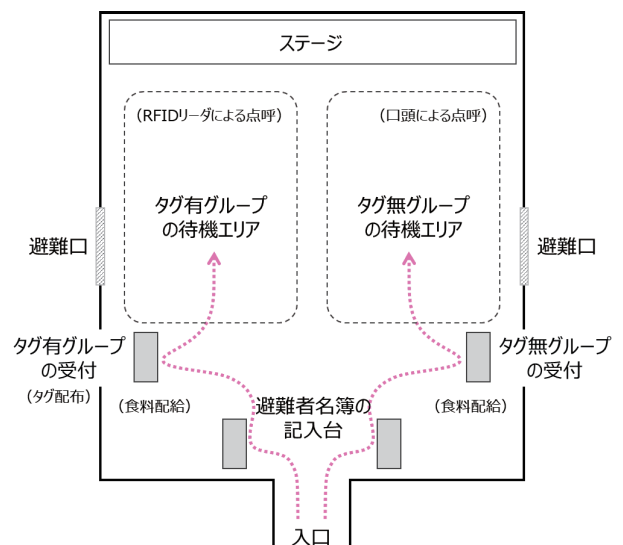 ステージ
(RFIDリーダによる点呼)
(口頭による点呼)
タグ有グループ
の待機エリア
タグ無グループ
の待機エリア
避難口
避難口
タグ有グループ
の受付
(タグ配布)
(食料配給)
タグ無グループ
の受付
(食料配給)
避難者名簿の
記入台
入口